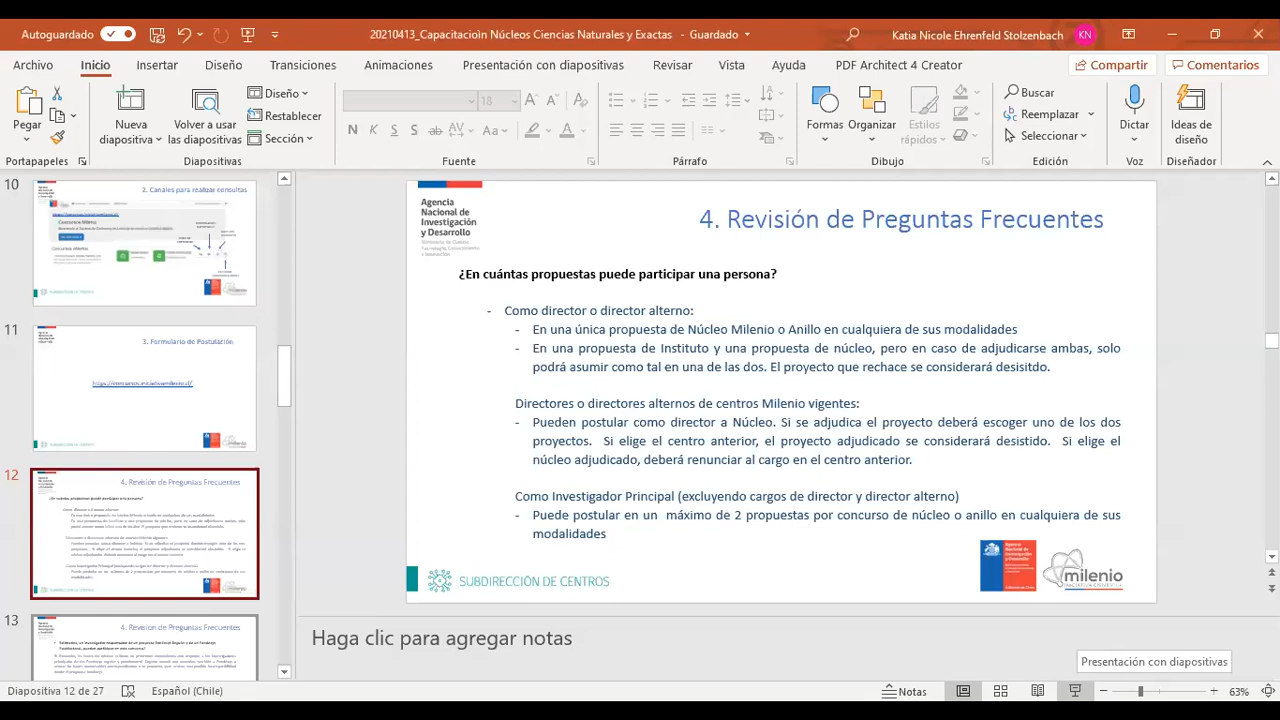 Autoguardado
20210413_Capacitación Núcleos Ciencias Naturales y Exactas - Guardado
Katia Nicole Ehrenfeld Stolzenbach
KN
Archivo
Inicio
Insertar
Diseño
Transiciones
Animaciones
Presentación con diapositivas
Revisar
Vista
Ayuda
PDF Architect 4 Creator
Compartir
Comentarios
Pegar
Portapapeles
Nueva diapositiva
Volver a usar las diapositivas
Diseño
Restablecer
Sección
Diapositivas
18
N
K
S
S
ab
AV
Aa
A
Fuente
Párrafo
Formas
Organizar
Estilos rápidos
Dibujo
Buscar
Reemplazar
Seleccionar
Edición
Dictar
Voz
Ideas de diseño
Diseñador
10
2. Canales para realizar consultas
11
3. Formulario de Postulación
12
4. Revisión de Preguntas Frecuentes
13
4. Revisión de Preguntas Frecuentes
Agencia
Nacional de
Investigación
y Desarrollo
4. Revisión de Preguntas Frecuentes
¿En cuántas propuestas puede participar una persona?
- Como director o director alterno:
- En una única propuesta de Núcleo Milenio o Anillo en cualquiera de sus modalidades
- En una propuesta de Instituto y una propuesta de núcleo, pero en caso de adjudicarse ambas, solo
podrá asumir como tal en una de las dos. El proyecto que rechace se considerará desisitdo.
Directores o directores alternos de centros Milenio vigentes:
- Pueden postular como director a Núcleo. Si se adjudica el proyecto deberá escoger uno de los dos
proyectos. Si elige el centro anterior, el proyecto adjudicado se considerará desistido. Si elige el
núcleo adjudicado, deberá renunciar al cargo en el centro anterior.
Como Investigador Principal (excluyendo cargo de director y director alterno)
- Puede postular en un máximo de 2 propuestas en concurso de núcleo o anillo en cualquiera de sus
modalidades
SUBDIRECCIÓN DE CENTROS
milenio
Haga clic para agregar notas
Presentación con diapositivas
Diapositiva 12 de 27
Español (Chile)
Notas
63%